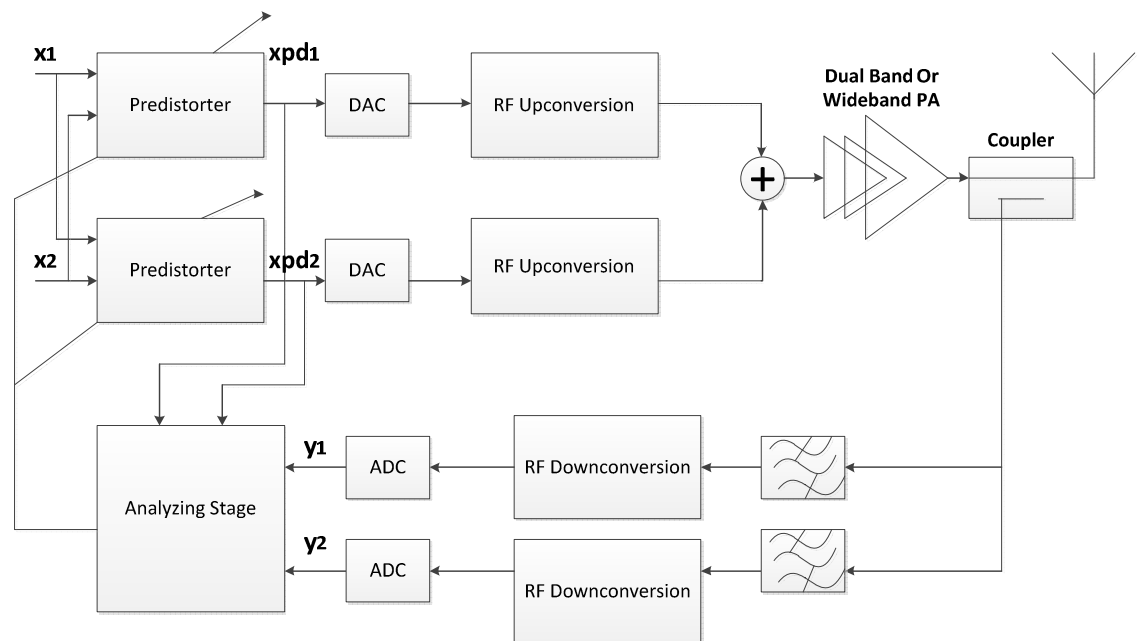 x1
Predistorter
xpd1
DAC
RF Upconversion
Dual Band Or
Wideband PA
Coupler
+
x2
Predistorter
xpd2
DAC
RF Upconversion
Analyzing Stage
y1
ADC
RF Downconversion
y2
ADC
RF Downconversion